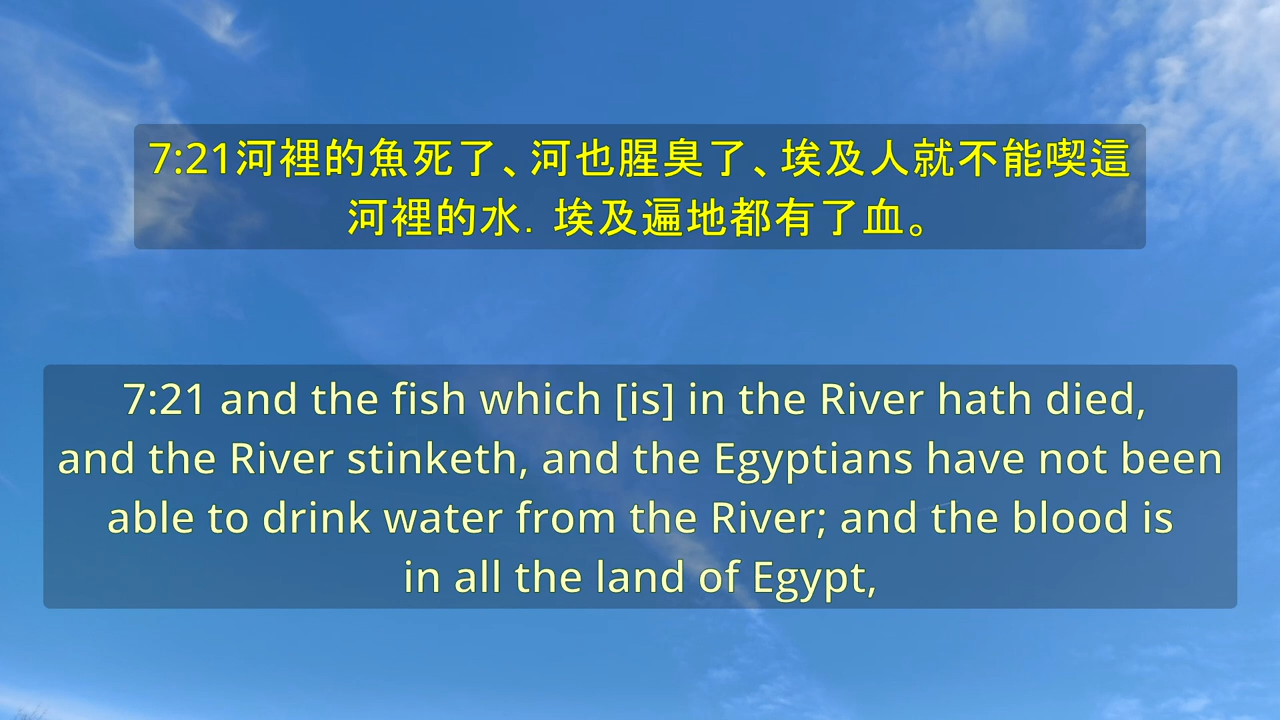 7:21河裡的魚死了、河也腥臭了、埃及人就不能喫這
河裡的水. 埃及遍地都有了血。
7:21 and the fish which [is] in the River hath died,
and the River stinketh, and the Egyptians have not been
able to drink water from the River; and the blood is
in all the land of Egypt,